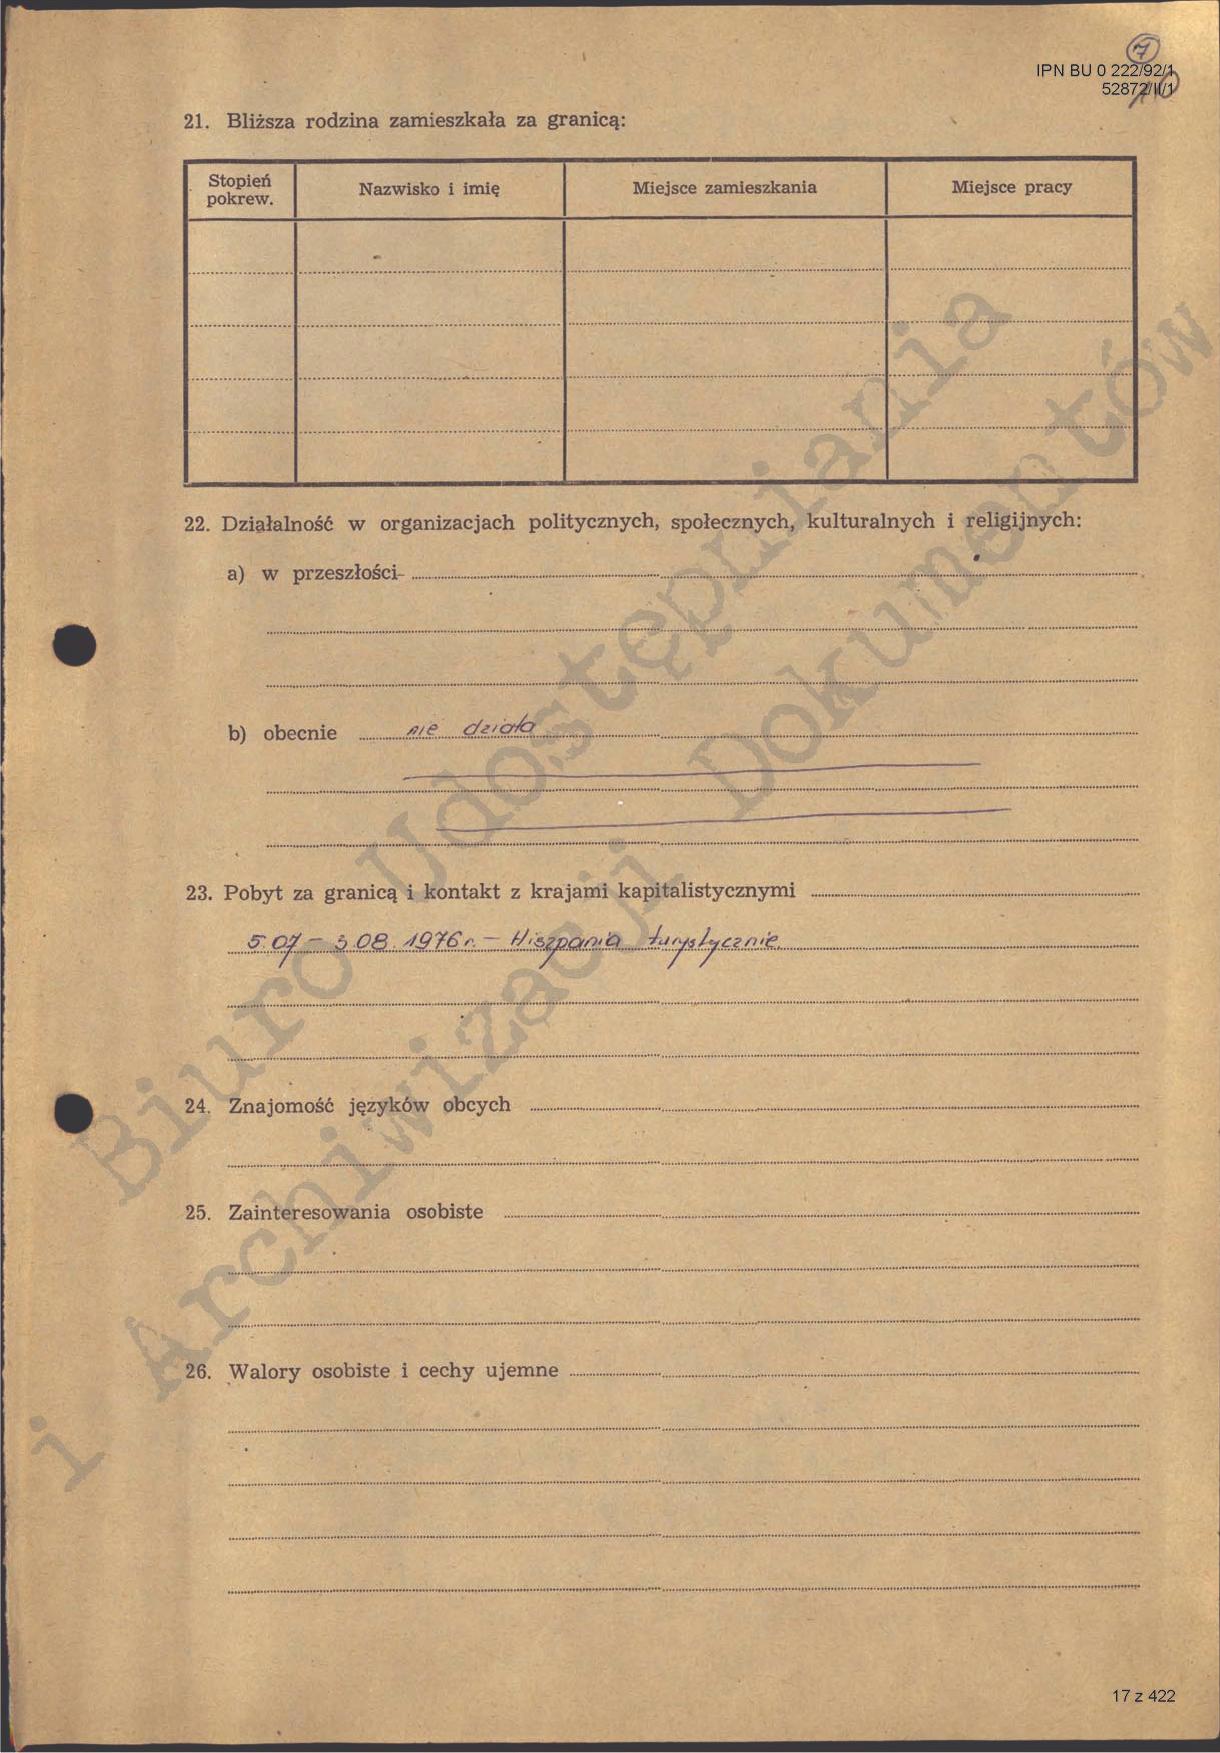 7
IPN BU 0 222/92/1
52872/II/1
10
21. Bliższa rodzina zamieszkała za granicą:
Stopień pokrew. Nazwisko i imię Miejsce zamieszkania Miejsce pracy
22. Działalność w organizacjach politycznych, społecznych, kulturalnych i religijnych:
a) w przeszłości-
b) obecnie nie działa
23. Pobyt za granicą i kontakt z krajami kapitalistycznymi
5.07 – 3.08.1976 r. – Hiszpania turystycznie.
24. Znajomość języków obcych
25. Zainteresowania osobiste
26. Walory osobiste i cechy ujemne
Biuro Udostępniania
i Archiwizacji Dokumentów
17 z 422